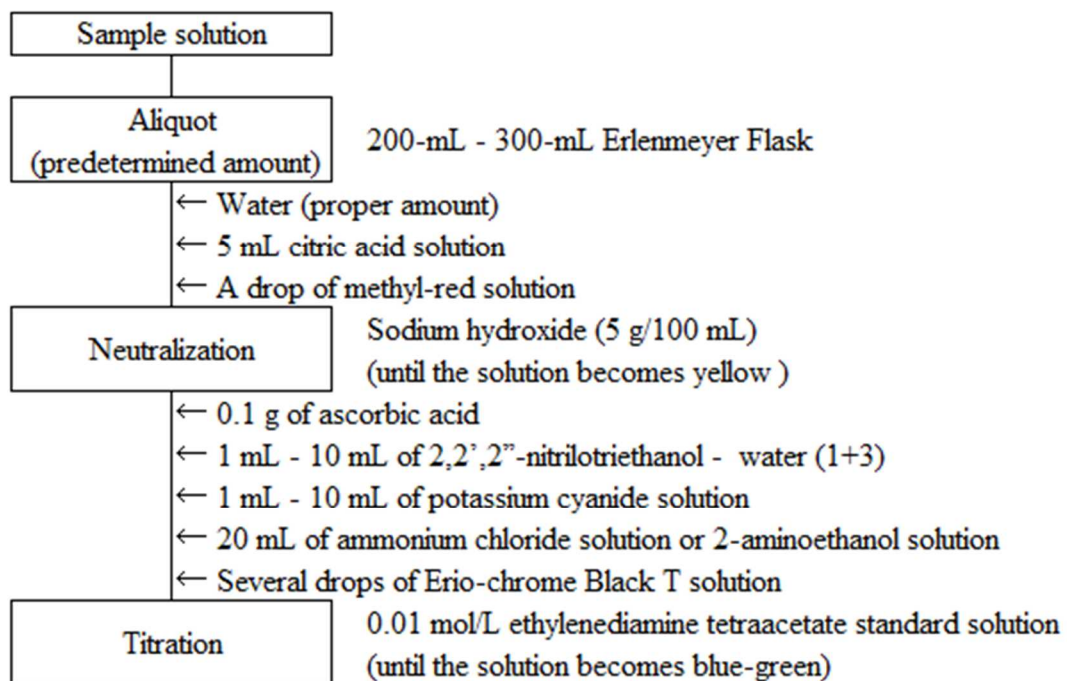 Sample solution
Aliquot
(predetermined amount)
200-mL - 300-mL Erlenmeyer Flask
← Water (proper amount)
← 5 mL citric acid solution
← A drop of methyl-red solution
Neutralization
Sodium hydroxide (5 g/100 mL)
(until the solution becomes yellow )
← 0.1 g of ascorbic acid
← 1 mL - 10 mL of 2,2’,2”-nitrilotriethanol - water (1+3)
← 1 mL - 10 mL of potassium cyanide solution
← 20 mL of ammonium chloride solution or 2-aminoethanol solution
← Several drops of Erio-chrome Black T solution
Titration
0.01 mol/L ethylenediamine tetraacetate standard solution
(until the solution becomes blue-green)